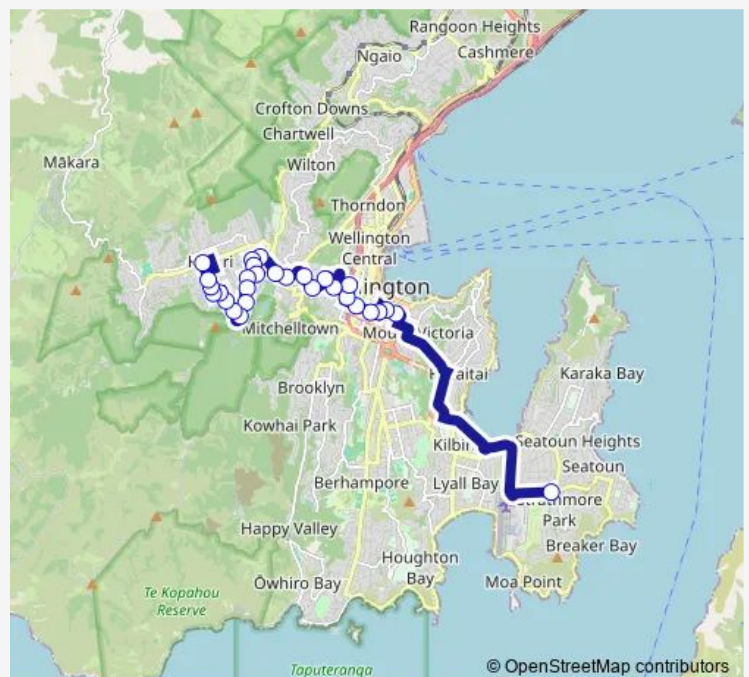 Rangoon Heights
Ngaio
Cashmere
Crofton Downs
Chartwell
Mākara
Wilton
Thorndon
Wellington
Central
Mitchelltown
Victoria
Brooklyn
Karaka Bay
Kowhai Park
Seatoun Heights
Seatoun
Berhampore
Lyall Bay
Park
Happy Valley
Breaker Bay
Houghton
Bay
Ōwhiro Bay
Moa Point
Te Kopahou
Reserve
Taputeranga
© OpenStreetMap contributors